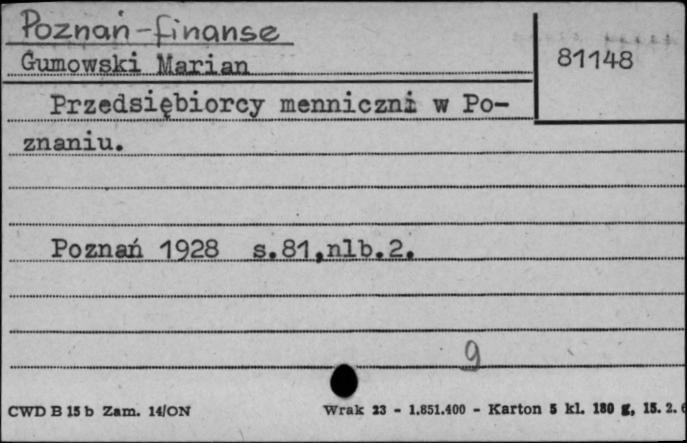 Poznań-finanse
Gumowski Marian
81148
Przedsiębiorcy menniczni w Po-
znaniu.
Poznań 1928 s.81,nlb.2.
9
CWD B 15 b Zam. 14/ON
Wrak 23 - 1.851.400 - Karton 5 kl. 180 g, 15. 2. 6